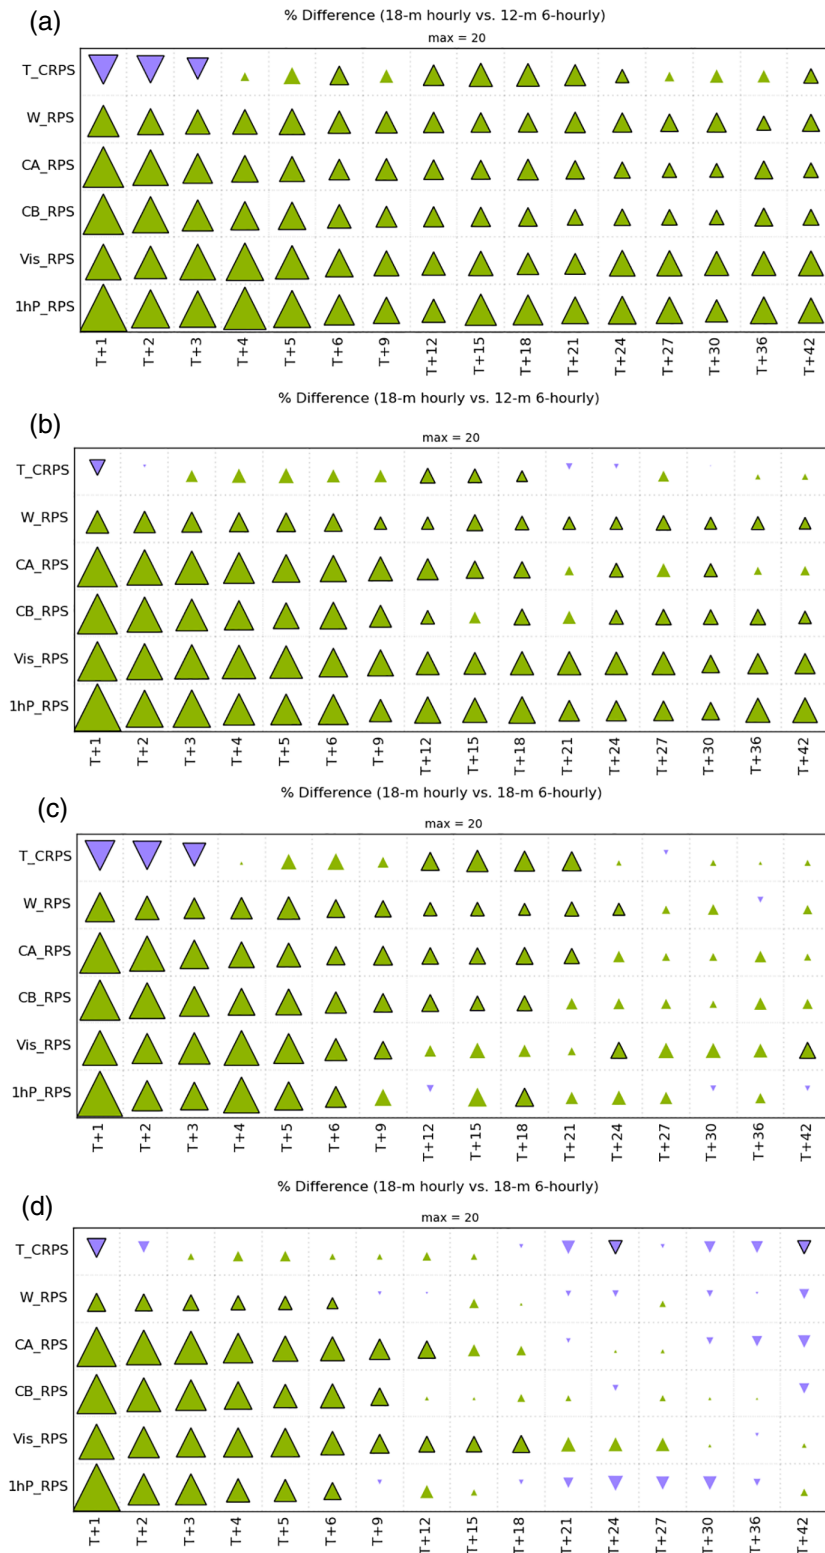 (a)
% Difference (18-m hourly vs. 12-m 6-hourly)
max = 20
T_CRPS
W_RPS
CA_RPS
CB_RPS
Vis_RPS
1hP_RPS
T+1 T+2 T+3 T+4 T+5 T+6 T+9 T+12 T+15 T+18 T+21 T+24 T+27 T+30 T+36 T+42
% Difference (18-m hourly vs. 12-m 6-hourly)
(b)
max = 20
T_CRPS
W_RPS
CA_RPS
CB_RPS
Vis_RPS
1hP_RPS
T+1 T+2 T+3 T+4 T+5 T+6 T+9 T+12 T+15 T+18 T+21 T+24 T+27 T+30 T+36 T+42
% Difference (18-m hourly vs. 18-m 6-hourly)
(c)
max = 20
T_CRPS
W_RPS
CA_RPS
CB_RPS
Vis_RPS
1hP_RPS
T+1 T+2 T+3 T+4 T+5 T+6 T+9 T+12 T+15 T+18 T+21 T+24 T+27 T+30 T+36 T+42
% Difference (18-m hourly vs. 18-m 6-hourly)
(d)
max = 20
T_CRPS
W_RPS
CA_RPS
CB_RPS
Vis_RPS
1hP_RPS
T+1 T+2 T+3 T+4 T+5 T+6 T+9 T+12 T+15 T+18 T+21 T+24 T+27 T+30 T+36 T+42